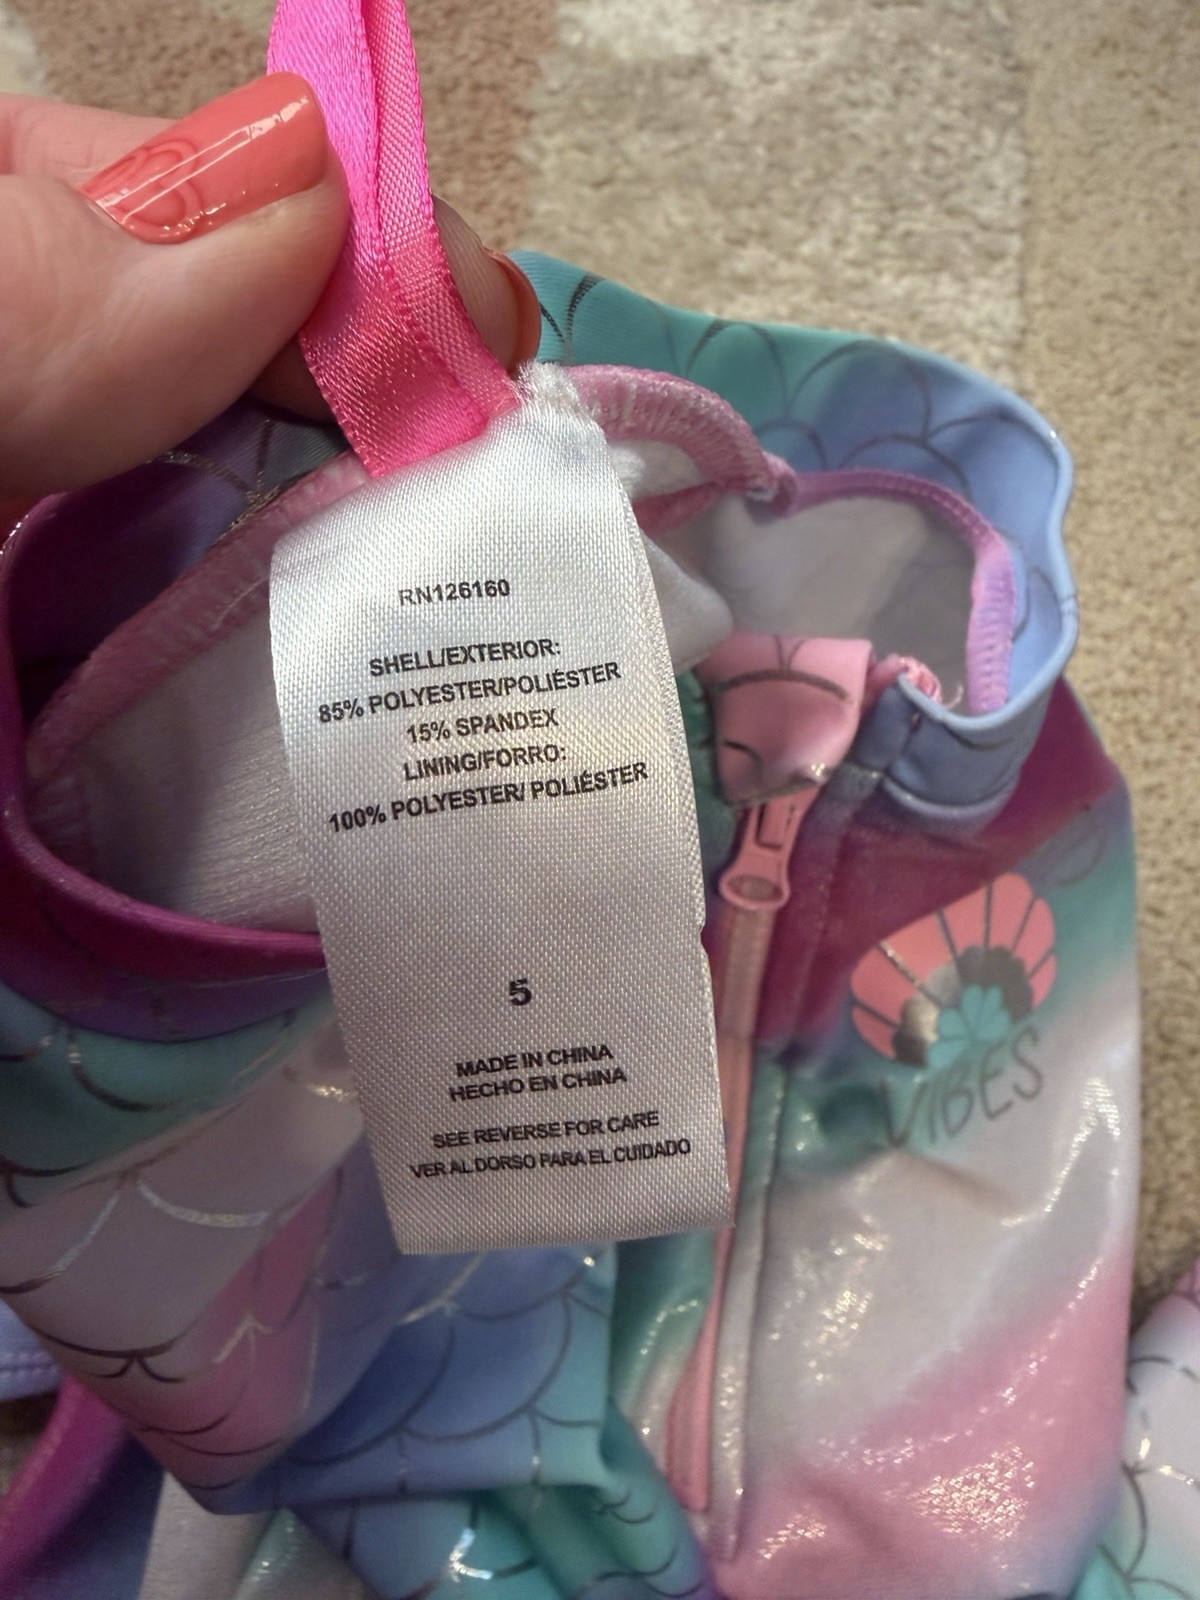 RN126160
SHELL/EXTERIOR:
85% POLYESTER/POLIÉSTER
15% SPANDEX
LINING/FORRO:
100% POLYESTER/ POLIÉSTER
5
MADE IN CHINA
HECHO EN CHINA
SEE REVERSE FOR CARE
VER AL DORSO PARA EL CUIDADO
VIBES